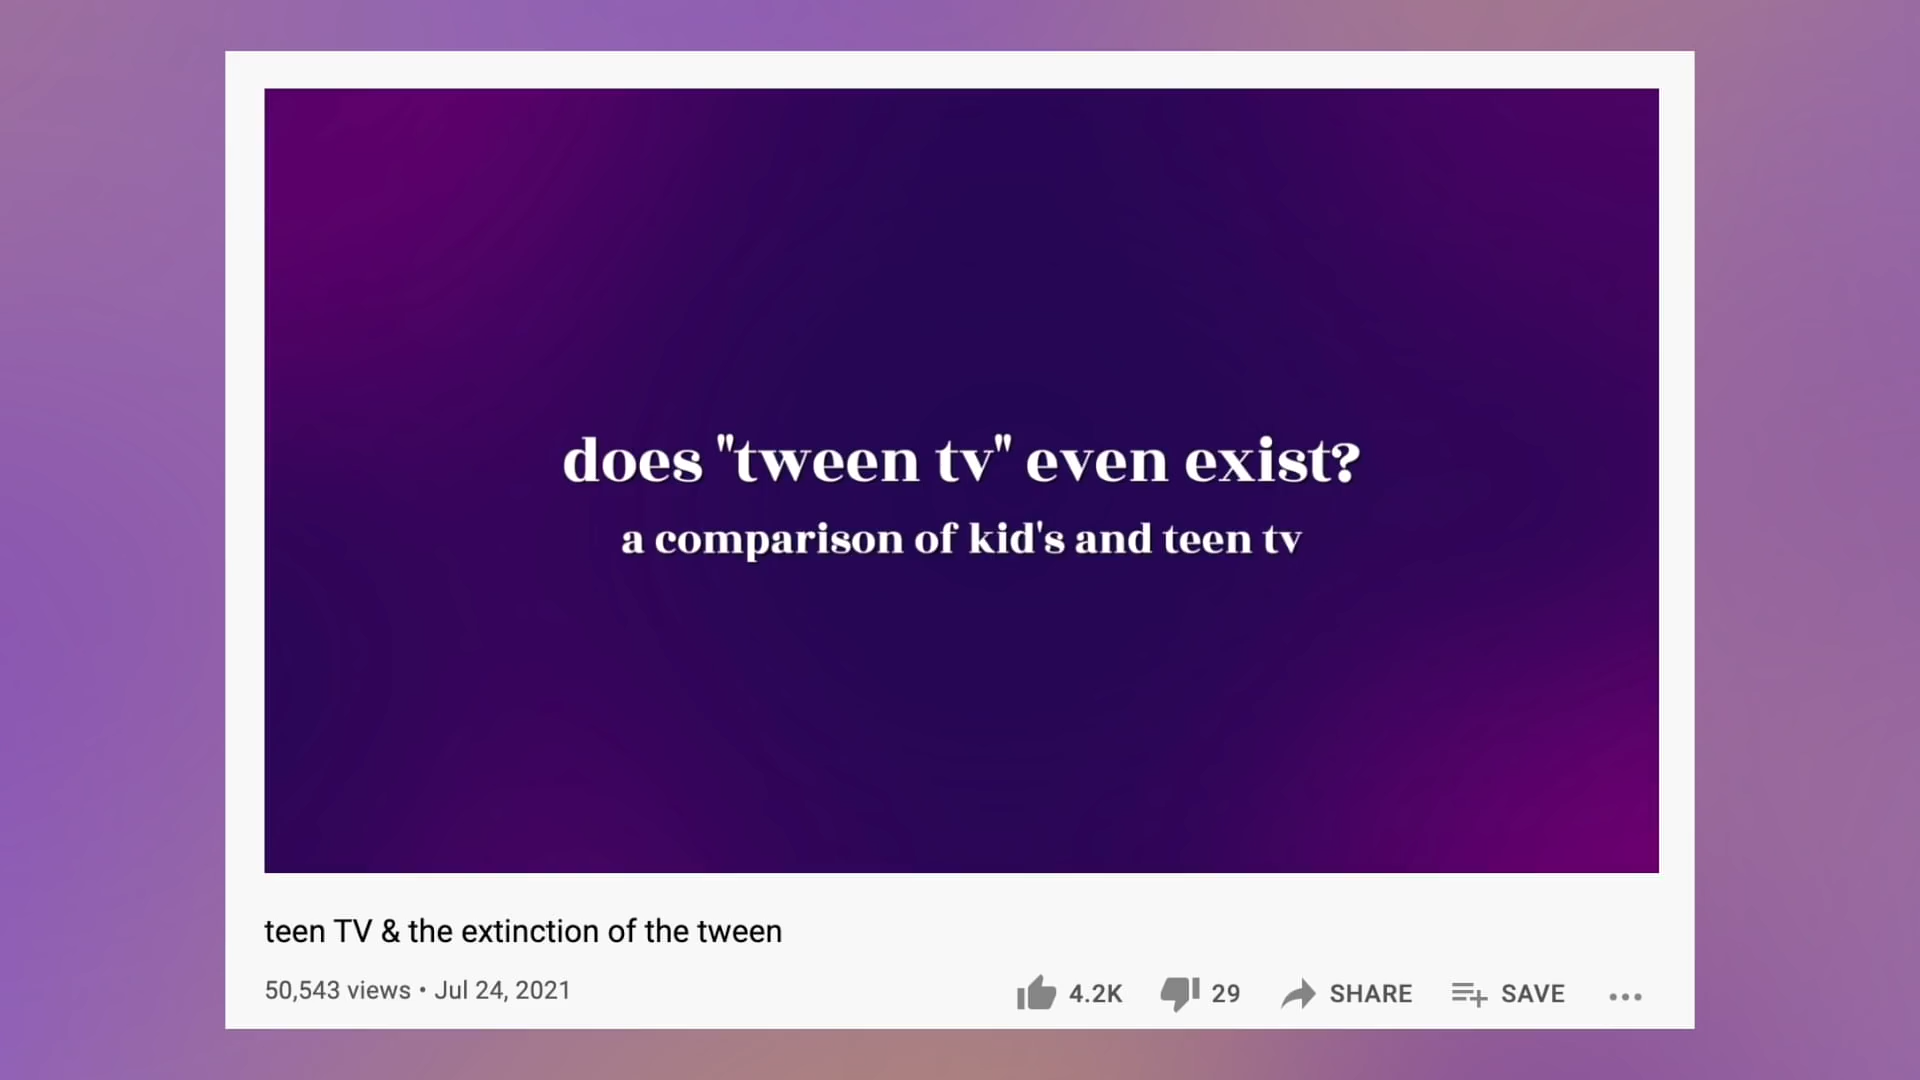 does "tween tv" even exist?
a comparison of kid's and teen tv
teen TV & the extinction of the tween
50,543 views • Jul 24, 2021
4.2K 29 SHARE SAVE